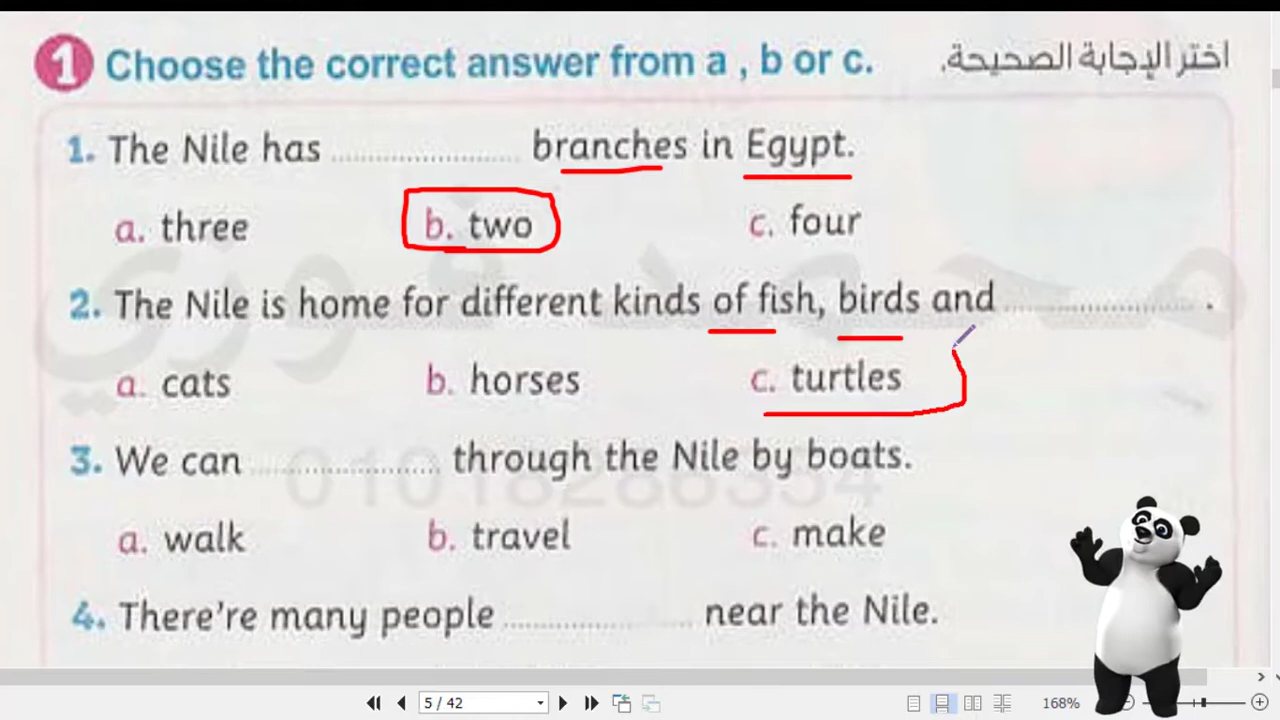 1 Choose the correct answer from a , b or c. اختر الإجابة الصحيحة.
1. The Nile has .................... branches in Egypt.
a. three b. two c. four
2. The Nile is home for different kinds of fish, birds and .................... .
a. cats b. horses c. turtles
3. We can .................... through the Nile by boats.
a. walk b. travel c. make
4. There're many people .................... near the Nile.
5 / 42 168%